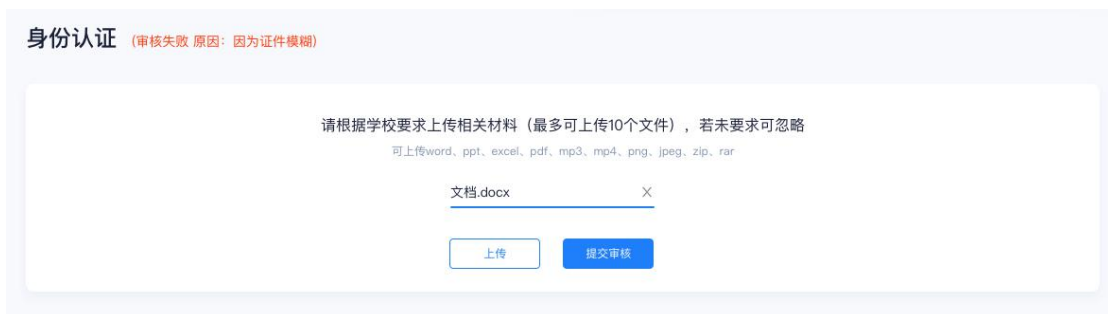 身份认证 (审核失败 原因：因为证件模糊)
请根据学校要求上传相关材料（最多可上传10个文件），若未要求可忽略
可上传word、ppt、excel、pdf、mp3、mp4、png、jpeg、zip、rar
文档.docx
上传 提交审核